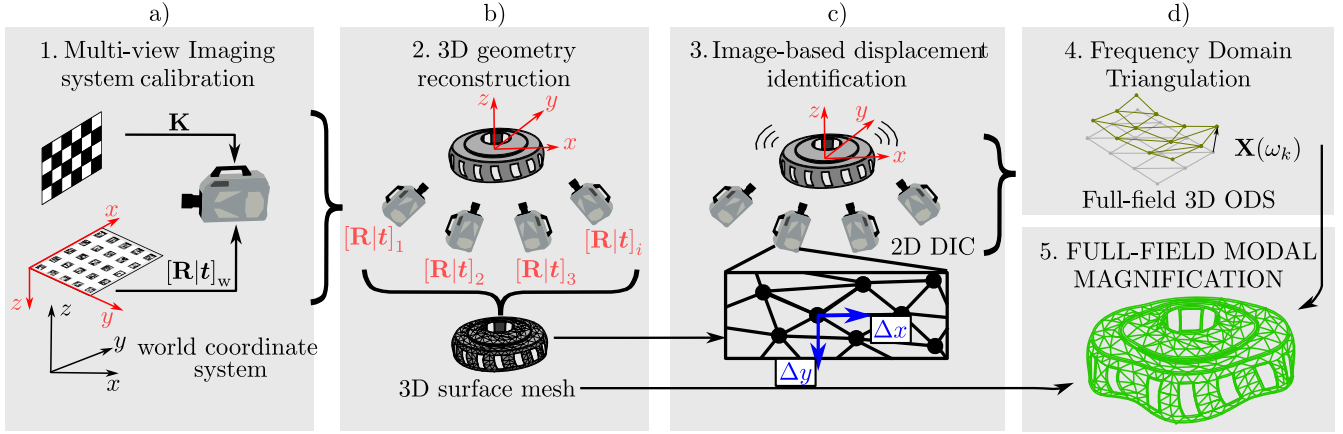 a)
1. Multi-view Imaging
system calibration
K
x
[R|t]w
z
y
z
y
x
world coordinate
system
b)
2. 3D geometry
reconstruction
z
y
x
[R|t]1
[R|t]2
[R|t]3
[R|t]i
3D surface mesh
c)
3. Image-based displacement
identification
z
y
x
2D DIC
Δx
Δy
d)
4. Frequency Domain
Triangulation
X(ωk)
Full-field 3D ODS
5. FULL-FIELD MODAL
MAGNIFICATION